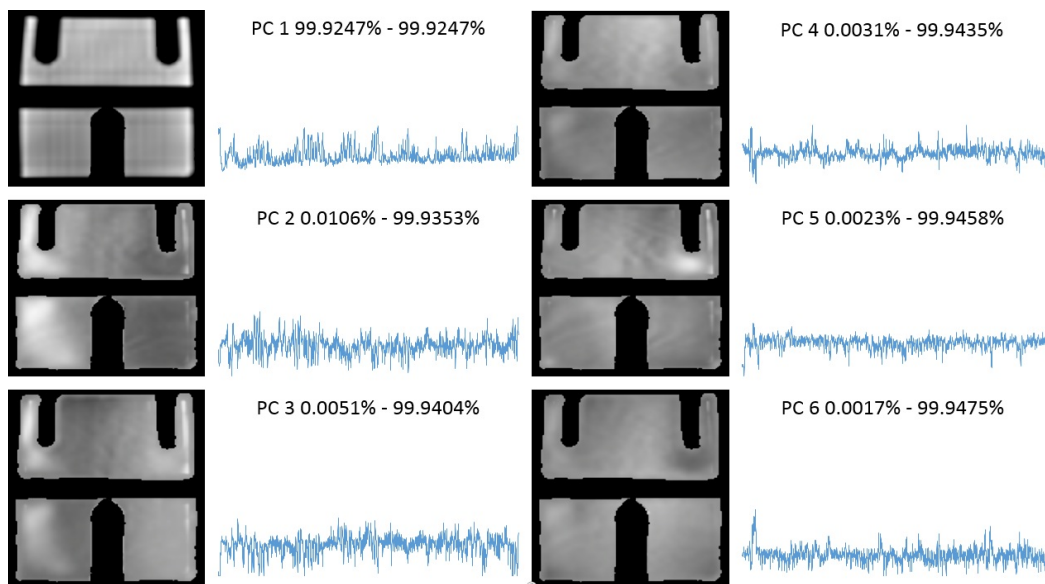 PC 1 99.9247% - 99.9247%
PC 4 0.0031% - 99.9435%
PC 2 0.0106% - 99.9353%
PC 5 0.0023% - 99.9458%
PC 3 0.0051% - 99.9404%
PC 6 0.0017% - 99.9475%